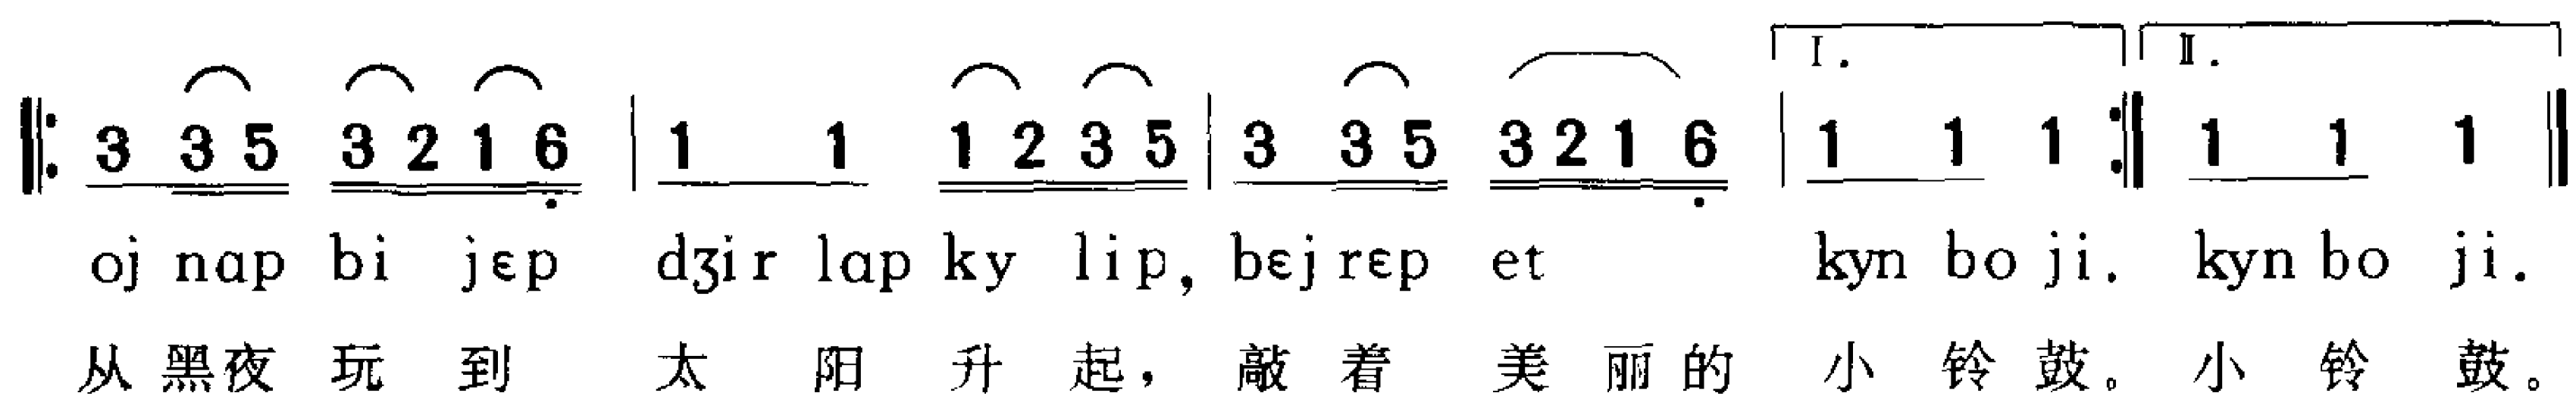 I. II.
3 3 5 3 2 1 6 1 1 1 2 3 5 3 3 5 3 2 1 6 1 1 1 1 1 1
oj nɑp bi jɛp dʒir lɑp ky lip, bɛj rɛp et kyn bo ji. kyn bo ji.
从黑夜玩到太阳升起，敲着美丽的小铃鼓。小铃鼓。